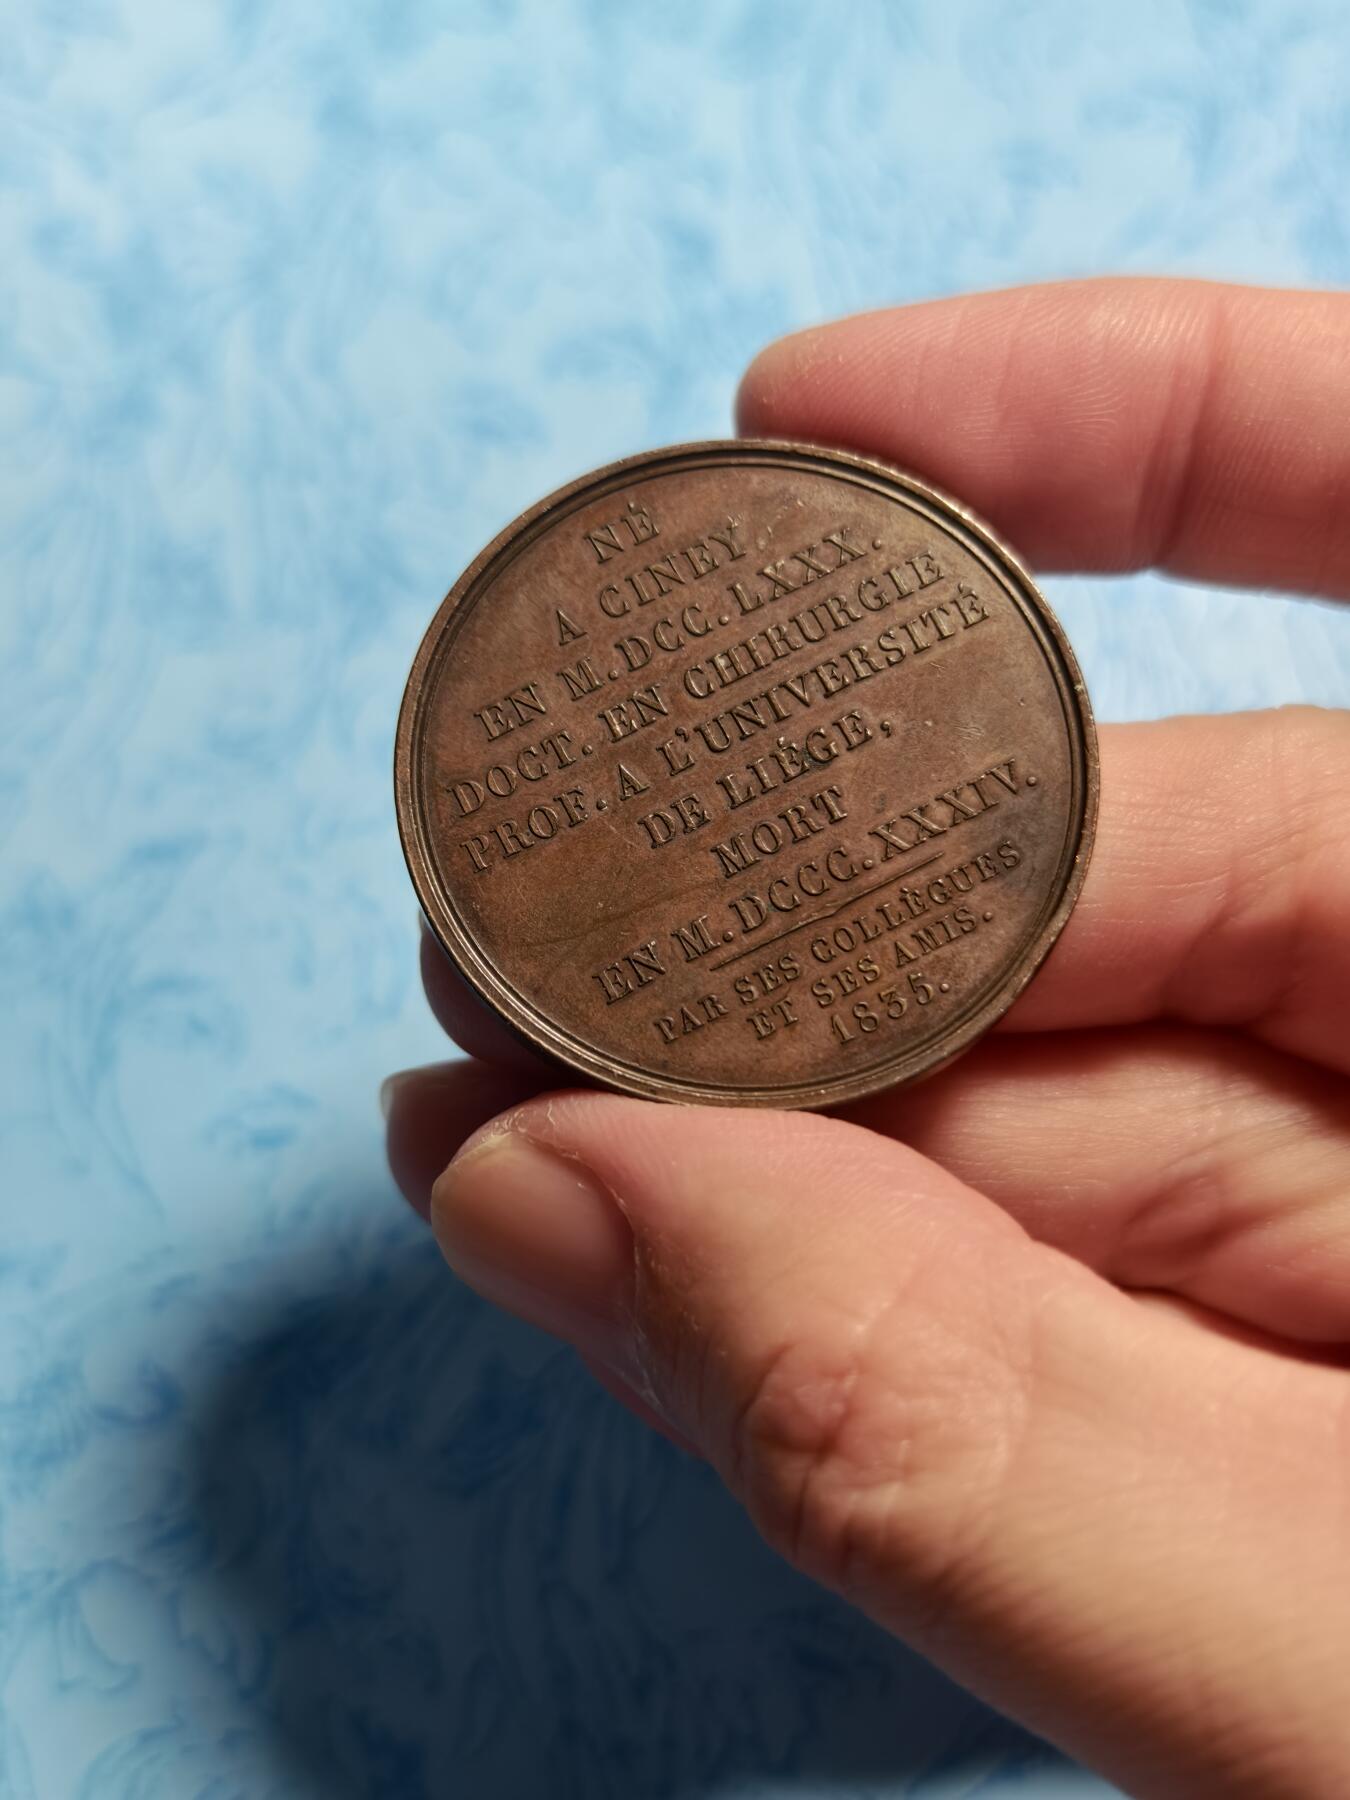 NÉ
A CINEY.
EN M.DCC.LXXX.
DOCT. EN CHIRURGIE
PROF. A L'UNIVERSITÉ
DE LIÉGE,
MORT
EN M.DCCC.XXXIV.
PAR SES COLLÈGUES
ET SES AMIS.
1835.